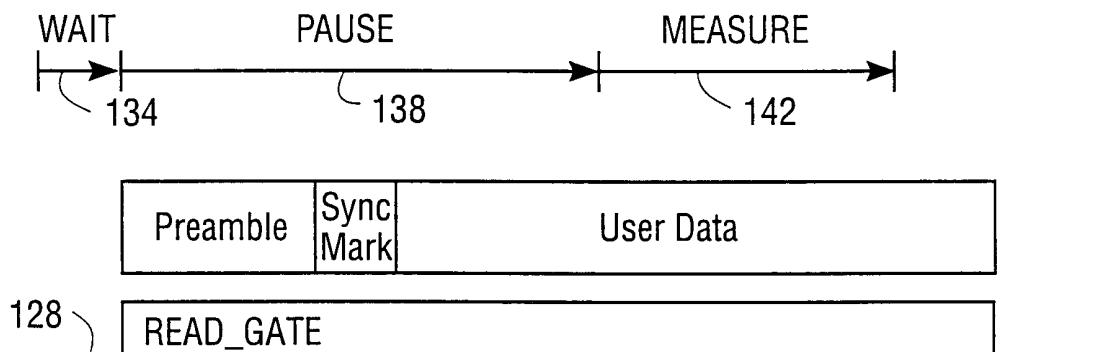 WAIT PAUSE MEASURE
134 138 142
Preamble Sync Mark User Data
128 READ_GATE